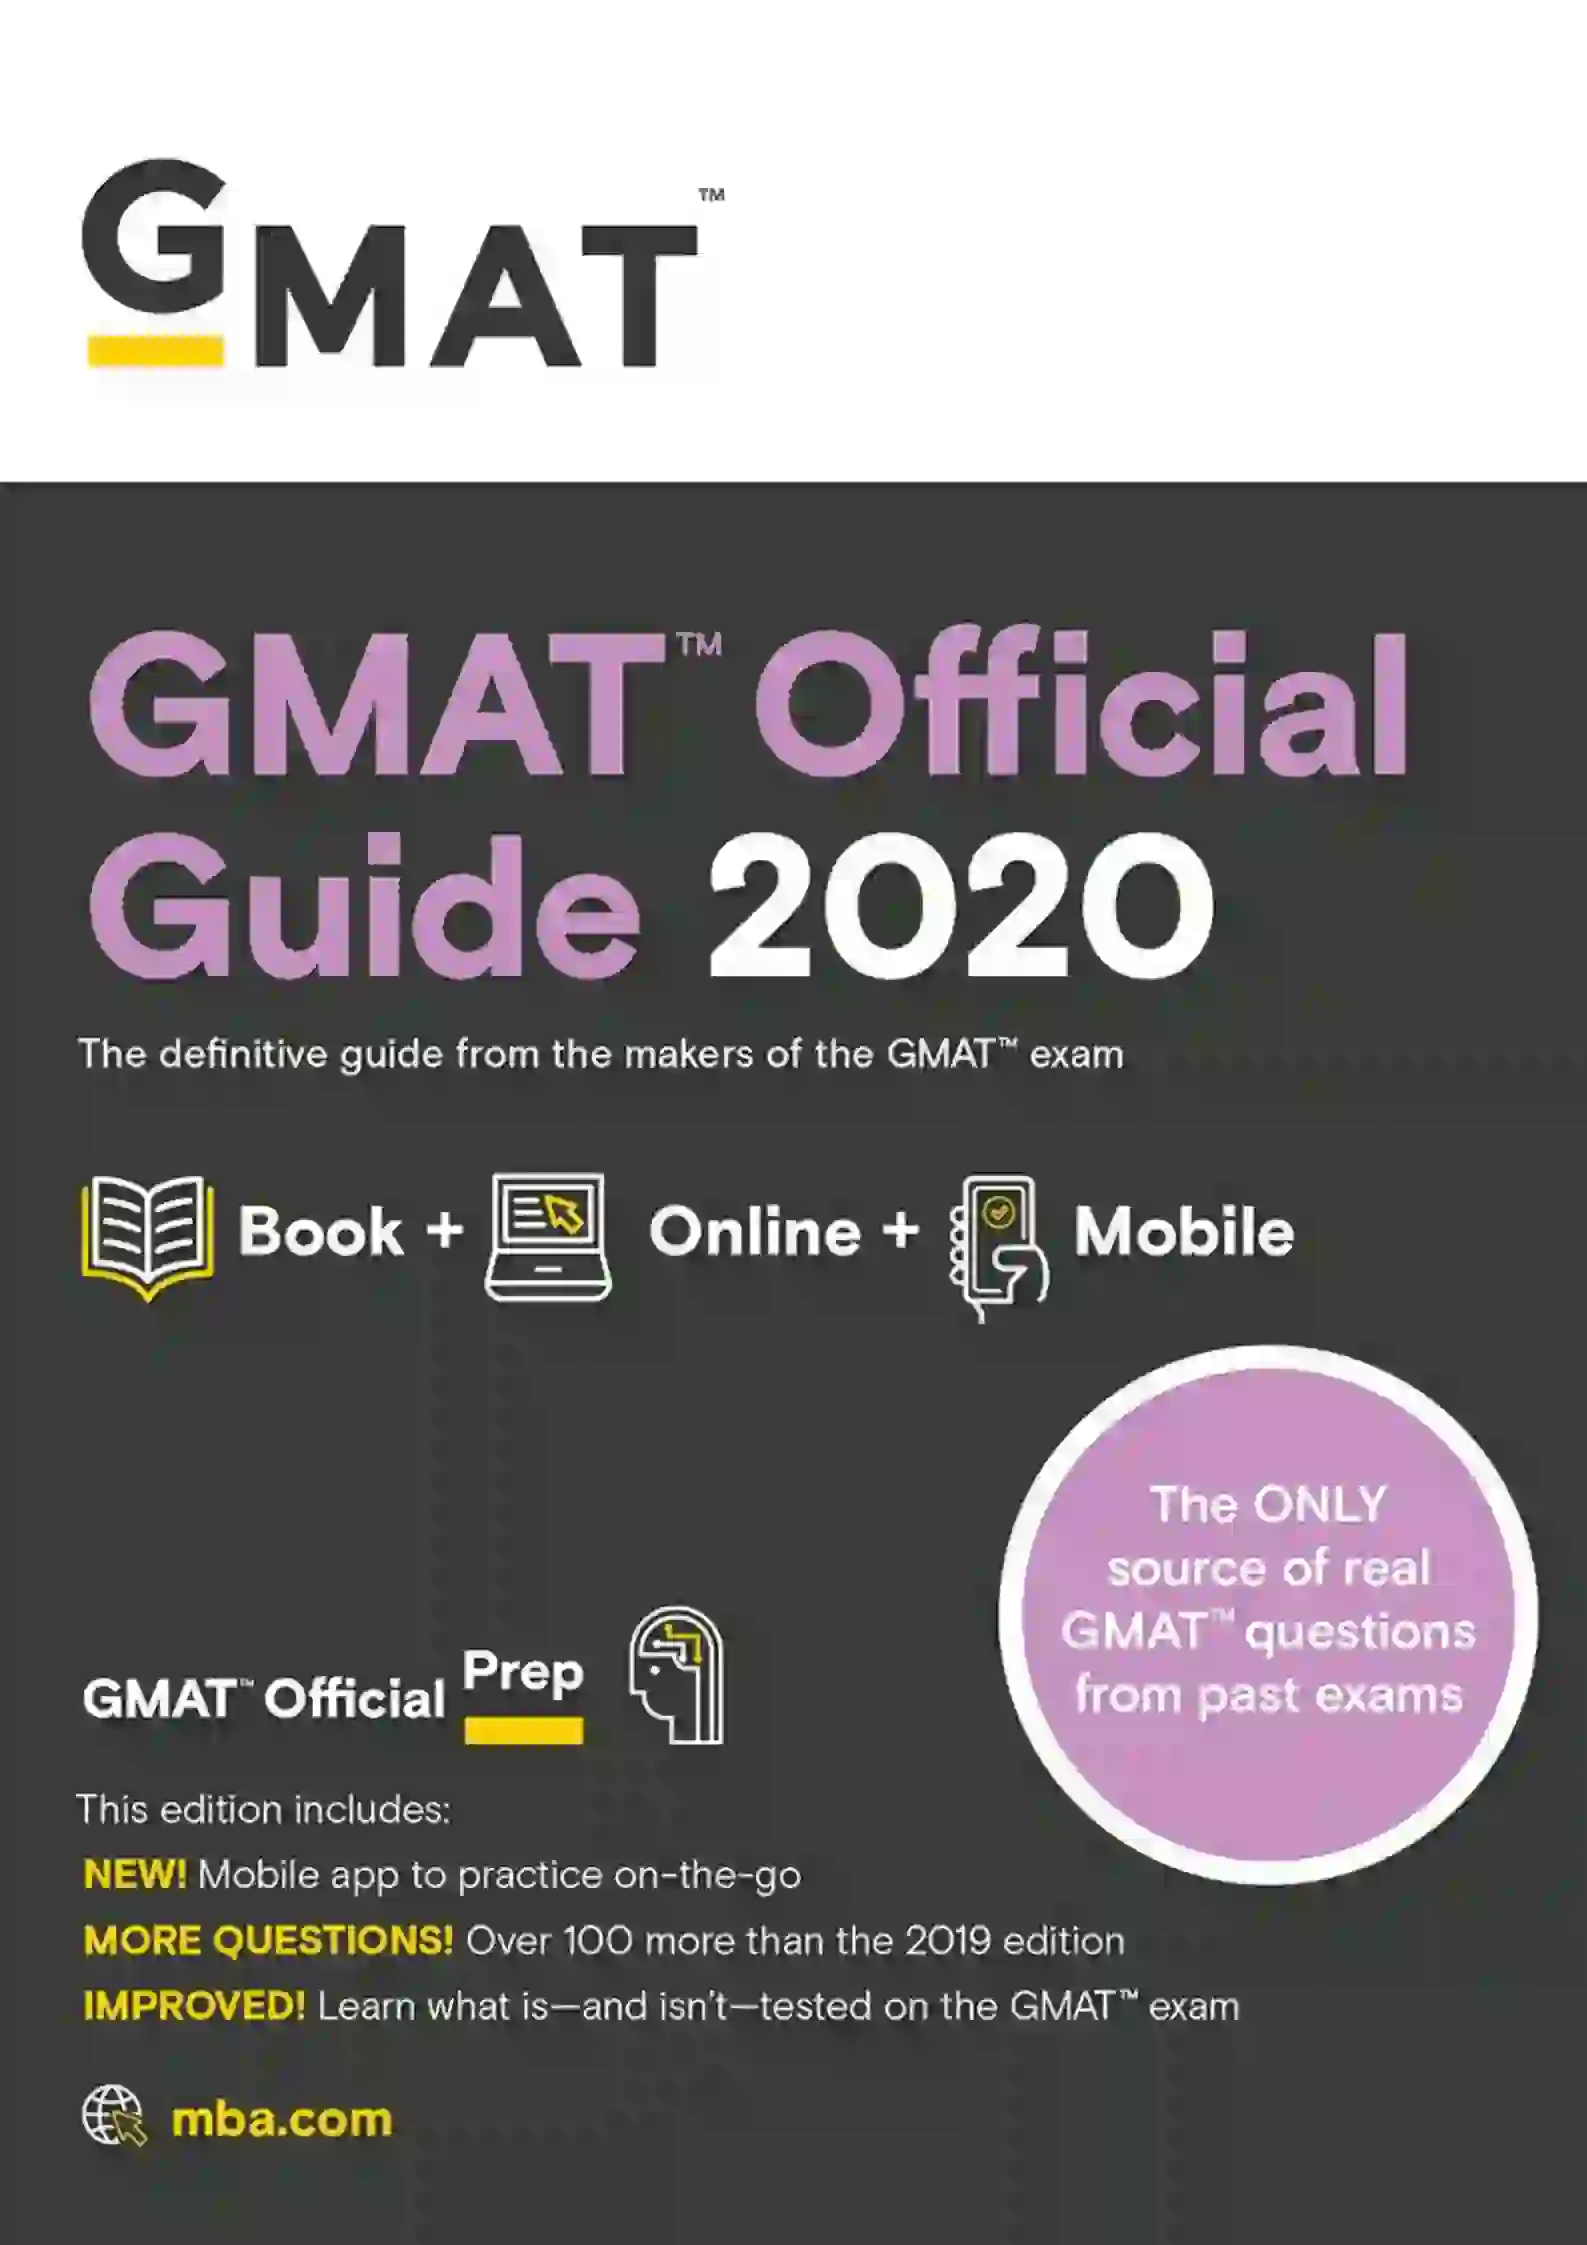 GMAT™
GMAT™ Official
Guide 2020
The definitive guide from the makers of the GMAT™ exam
Book + Online + Mobile
The ONLY
source of real
GMAT™ questions
from past exams
GMAT™ Official Prep
This edition includes:
NEW! Mobile app to practice on-the-go
MORE QUESTIONS! Over 100 more than the 2019 edition
IMPROVED! Learn what is—and isn't—tested on the GMAT™ exam
mba.com